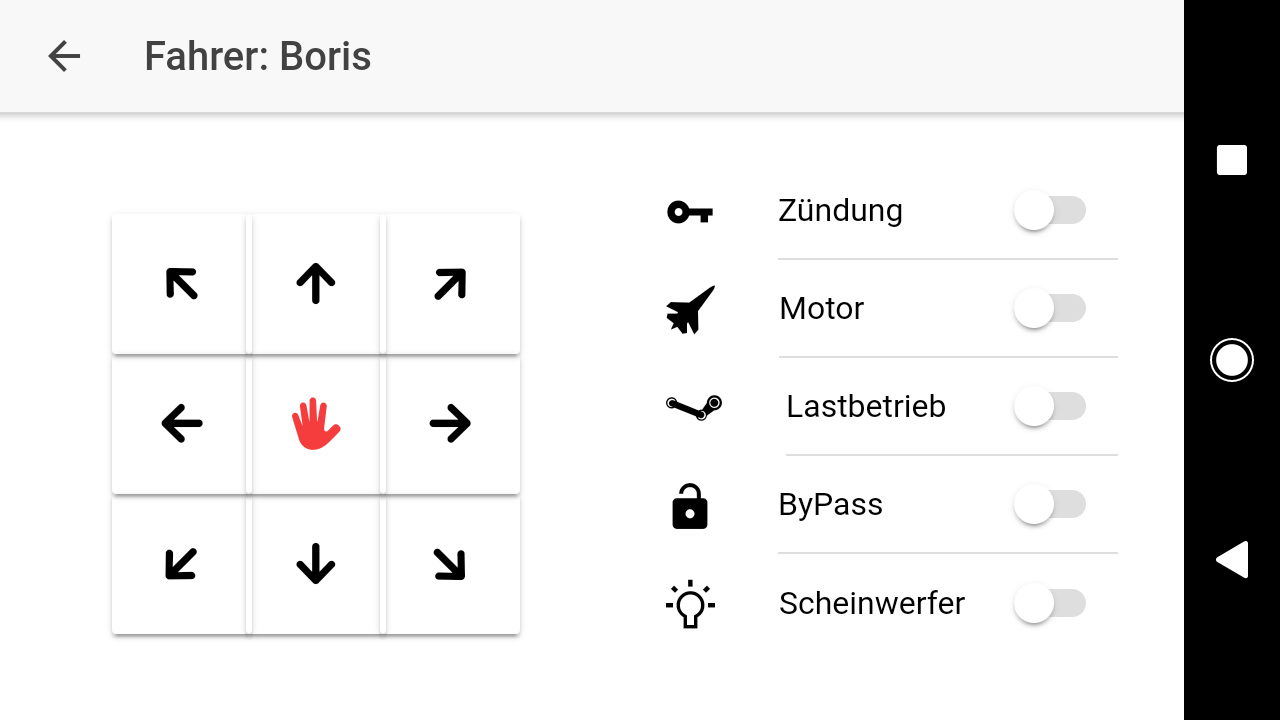 Fahrer: Boris
Zündung
Motor
Lastbetrieb
ByPass
Scheinwerfer